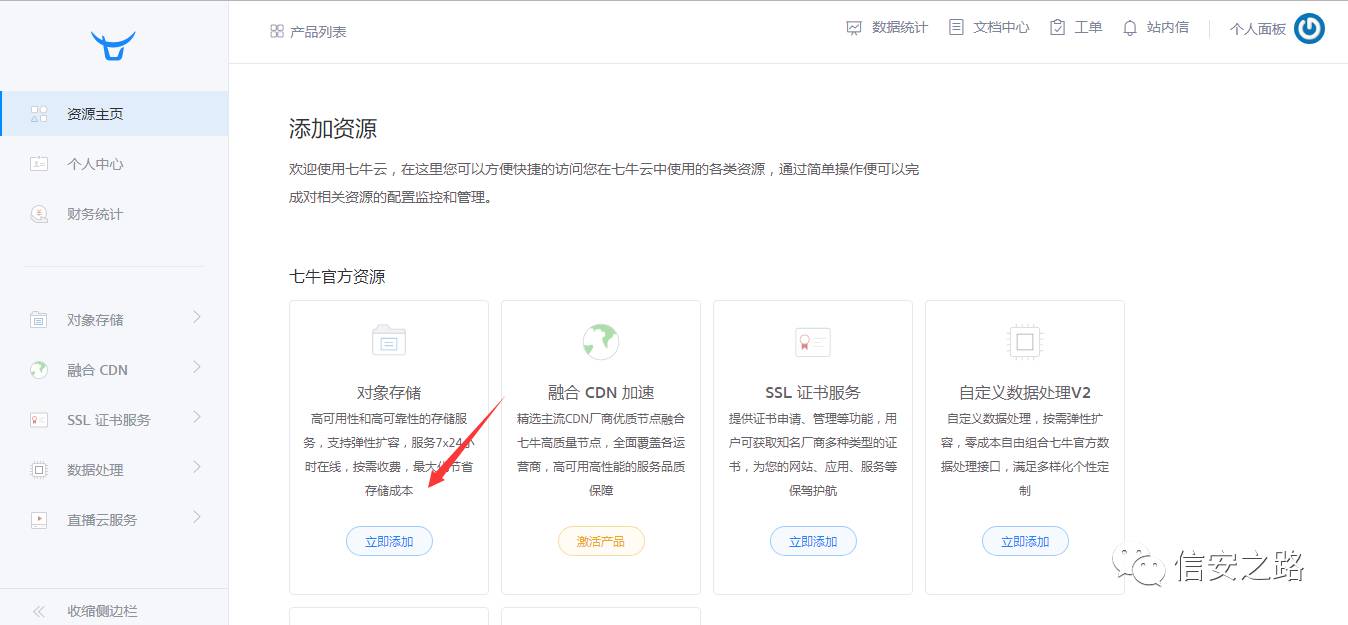 产品列表
数据统计
文档中心
工单
站内信
个人面板
资源主页
个人中心
财务统计
对象存储
融合 CDN
SSL 证书服务
数据处理
直播云服务
收缩侧边栏
添加资源
欢迎使用七牛云，在这里您可以方便快捷的访问您在七牛云中使用的各类资源，通过简单操作便可以完
成对相关资源的配置监控和管理。
七牛官方资源
对象存储
高可用性和高可靠性的存储服
务，支持弹性扩容，服务7x24小
时在线，按需收费，最大化节省
存储成本
立即添加
融合 CDN 加速
精选主流CDN厂商优质节点融合
七牛高质量节点，全面覆盖各运
营商，高可用高性能的服务品质
保障
激活产品
SSL 证书服务
提供证书申请、管理等功能，用
户可获取知名厂商多种类型的证
书，为您的网站、应用、服务等
保驾护航
立即添加
自定义数据处理V2
自定义数据处理，按需弹性扩
容，零成本自由组合七牛官方数
据处理接口，满足多样化个性定
制
立即添加
信安之路